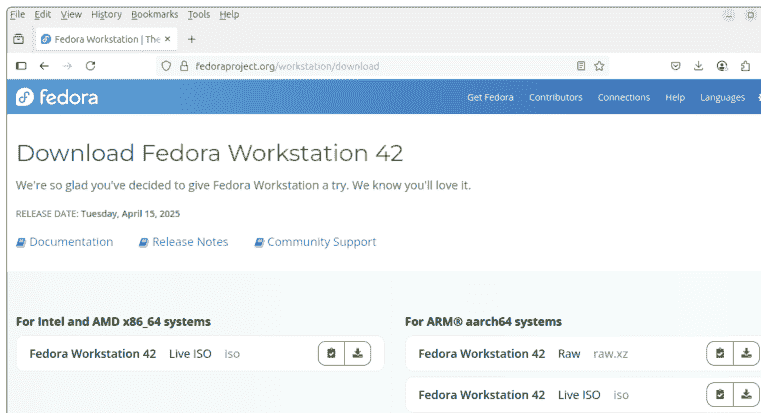 File Edit View History Bookmarks Tools Help
Fedora Workstation | The
fedoraproject.org/workstation/download
fedora Get Fedora Contributors Connections Help Languages
Download Fedora Workstation 42
We're so glad you've decided to give Fedora Workstation a try. We know you'll love it.
RELEASE DATE: Tuesday, April 15, 2025
Documentation Release Notes Community Support
For Intel and AMD x86_64 systems
Fedora Workstation 42 Live ISO iso
For ARM® aarch64 systems
Fedora Workstation 42 Raw raw.xz
Fedora Workstation 42 Live ISO iso